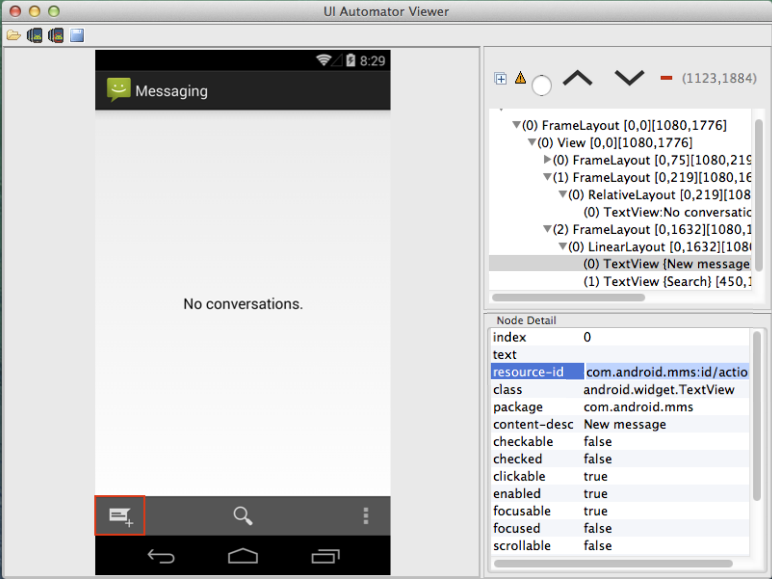 UI Automator Viewer
8:29
Messaging
No conversations.
(1123,1884)
(0) FrameLayout [0,0][1080,1776]
(0) View [0,0][1080,1776]
(0) FrameLayout [0,75][1080,219
(1) FrameLayout [0,219][1080,16
(0) RelativeLayout [0,219][108
(0) TextView:No conversatio
(2) FrameLayout [0,1632][1080,1
(0) LinearLayout [0,1632][1080
(0) TextView {New message
(1) TextView {Search} [450,1
Node Detail
index 0
text
resource-id com.android.mms:id/actio
class android.widget.TextView
package com.android.mms
content-desc New message
checkable false
checked false
clickable true
enabled true
focusable true
focused false
scrollable false